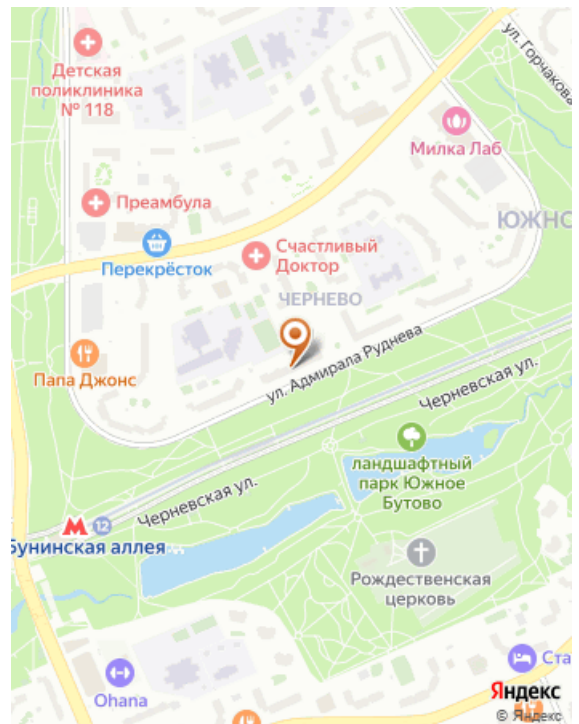 Детская
поликлиника
№ 118
ул. Горчакова
Милка Лаб
Преамбула
ЮЖНО
Перекрёсток
Счастливый
Доктор
ЧЕРНЕВО
ул. Адмирала Руднева
Папа Джонс
Черневская ул.
ландшафтный
парк Южное
Бутово
Черневская ул.
М 12
Бунинская аллея
Рождественская
церковь
Ohana
Ста
Яндекс
© Яндекс